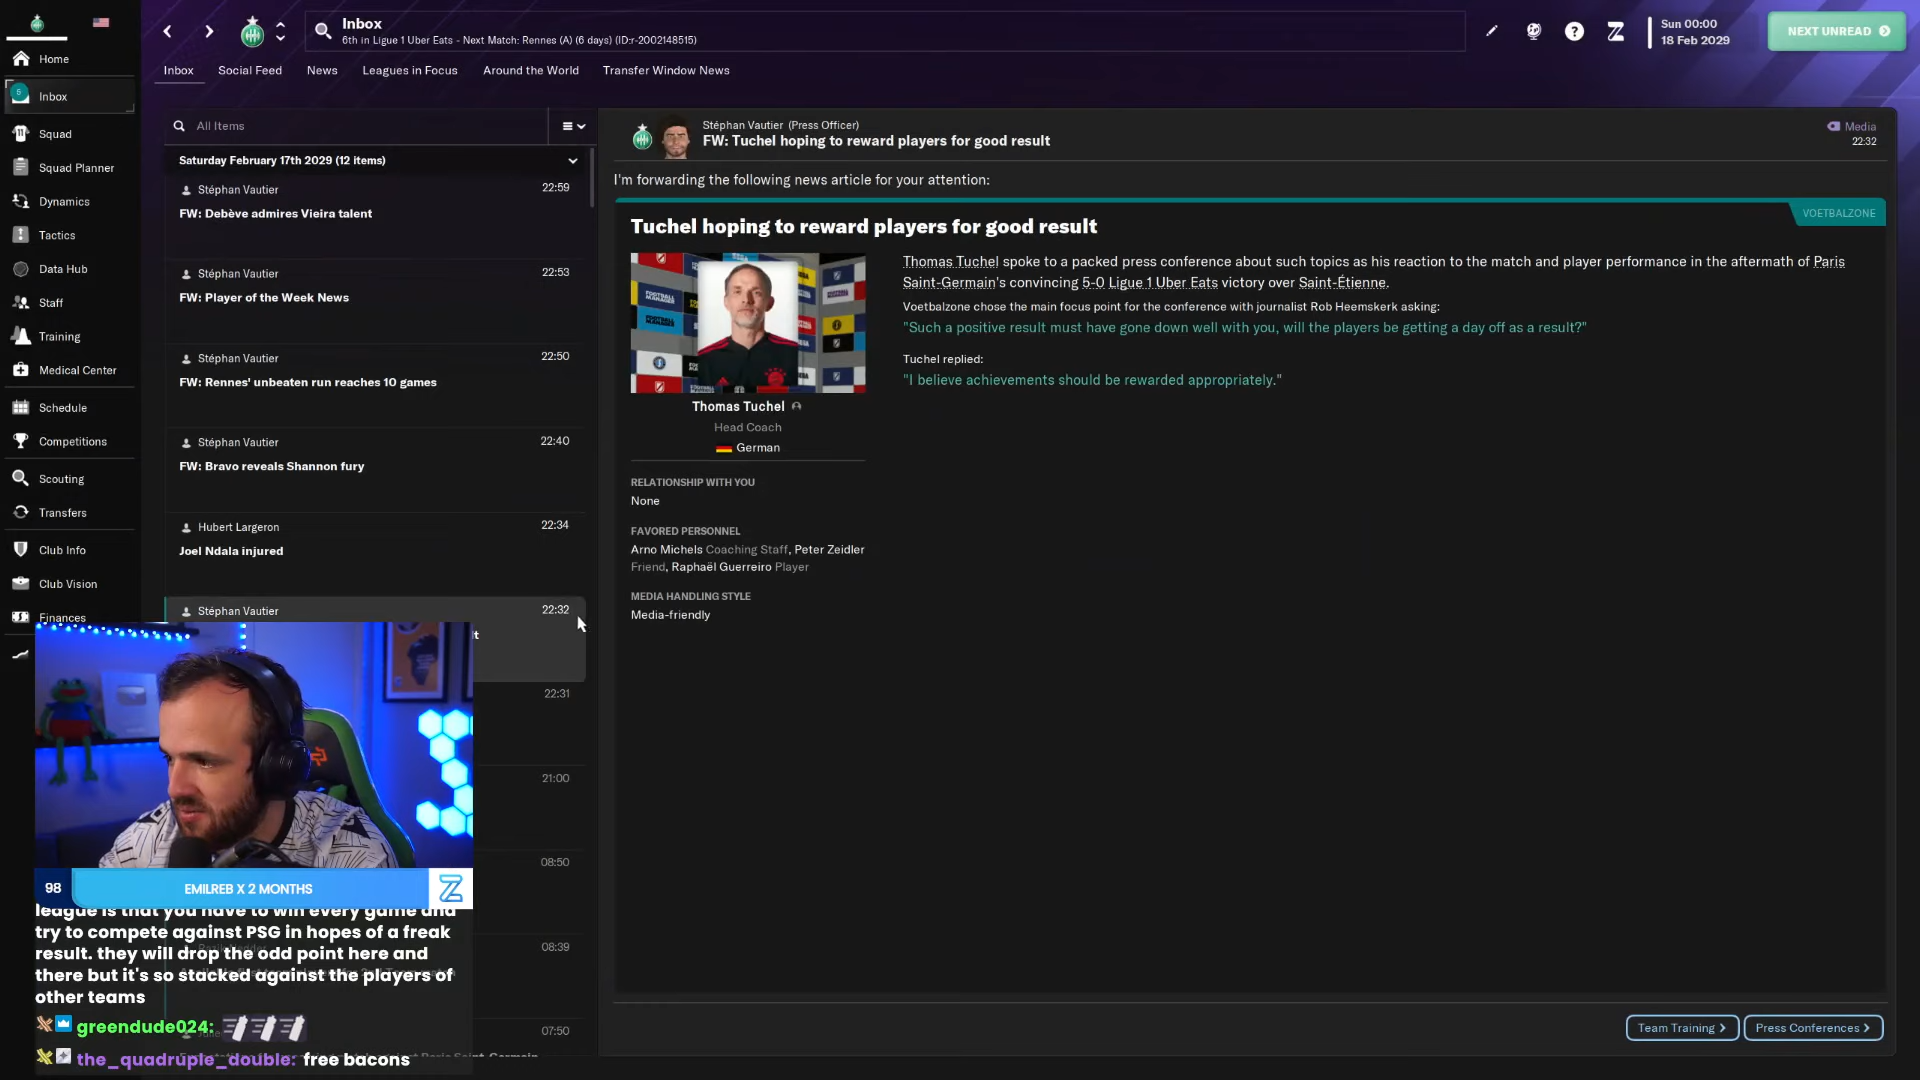 Inbox
6th in Ligue 1 Uber Eats - Next Match: Rennes (A) (6 days) (ID:r-2002148515)
Sun 00:00
18 Feb 2029
NEXT UNREAD
Home
5
Inbox
Squad
Squad Planner
Dynamics
Tactics
Data Hub
Staff
Training
Medical Center
Schedule
Competitions
Scouting
Transfers
Club Info
Club Vision
Finances
Inbox
Social Feed
News
Leagues in Focus
Around the World
Transfer Window News
All Items
Saturday February 17th 2029 (12 items)
Stéphan Vautier 22:59
FW: Debève admires Vieira talent
Stéphan Vautier 22:53
FW: Player of the Week News
Stéphan Vautier 22:50
FW: Rennes' unbeaten run reaches 10 games
Stéphan Vautier 22:40
FW: Bravo reveals Shannon fury
Hubert Largeron 22:34
Joel Ndala injured
Stéphan Vautier 22:32
22:31
21:00
08:50
08:39
07:50
Stéphan Vautier (Press Officer)
FW: Tuchel hoping to reward players for good result
Media
22:32
I'm forwarding the following news article for your attention:
VOETBALZONE
Tuchel hoping to reward players for good result
Thomas Tuchel spoke to a packed press conference about such topics as his reaction to the match and player performance in the aftermath of Paris
Saint-Germain's convincing 5-0 Ligue 1 Uber Eats victory over Saint-Étienne.
Voetbalzone chose the main focus point for the conference with journalist Rob Heemskerk asking:
"Such a positive result must have gone down well with you, will the players be getting a day off as a result?"
Tuchel replied:
"I believe achievements should be rewarded appropriately."
Thomas Tuchel
Head Coach
German
RELATIONSHIP WITH YOU
None
FAVORED PERSONNEL
Arno Michels Coaching Staff, Peter Zeidler
Friend, Raphaël Guerreiro Player
MEDIA HANDLING STYLE
Media-friendly
Team Training
Press Conferences
98
EMILREB X 2 MONTHS
league is that you have to win every game and
try to compete against PSG in hopes of a freak
result. they will drop the odd point here and
there but it's so stacked against the players of
other teams
greendude024:
the_quadruple_double: free bacons